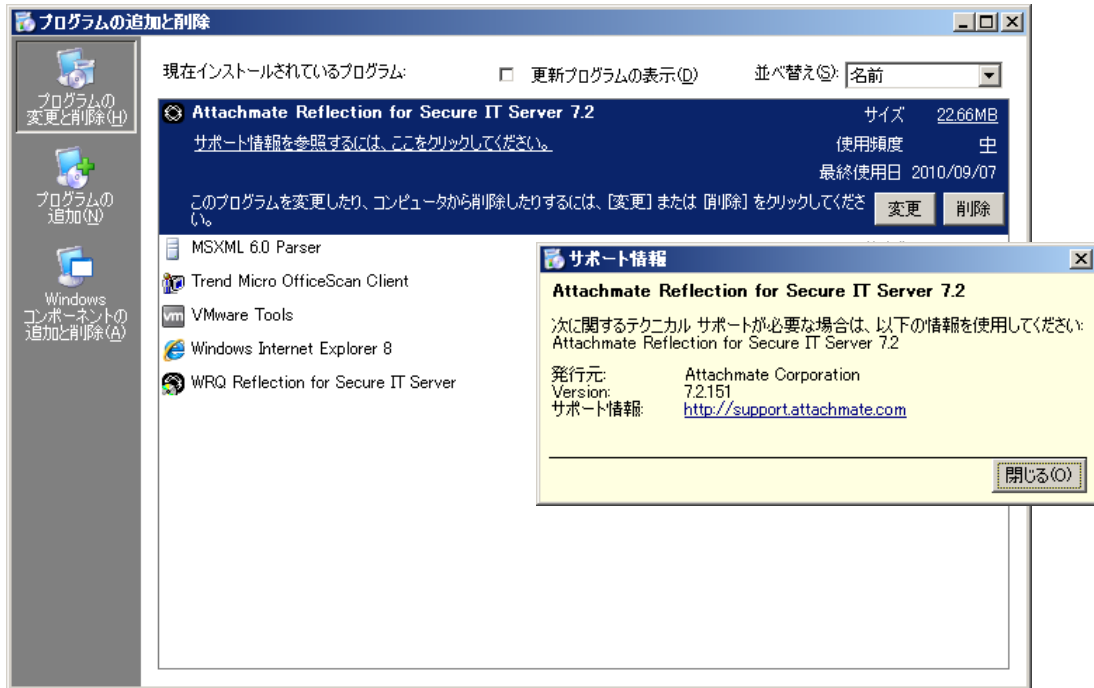 プログラムの追加と削除
プログラムの
変更と削除(H)
プログラムの
追加(N)
Windows
コンポーネントの
追加と削除(A)
現在インストールされているプログラム:
更新プログラムの表示(D)
並べ替え(S):
名前
Attachmate Reflection for Secure IT Server 7.2
サイズ 22.66MB
サポート情報を参照するには、ここをクリックしてください。
使用頻度 中
最終使用日 2010/09/07
このプログラムを変更したり、コンピュータから削除したりするには、[変更] または [削除] をクリックしてくださ
い。
変更
削除
MSXML 6.0 Parser
Trend Micro OfficeScan Client
vm VMware Tools
Windows Internet Explorer 8
WRQ Reflection for Secure IT Server
サポート情報
Attachmate Reflection for Secure IT Server 7.2
次に関するテクニカル サポートが必要な場合は、以下の情報を使用してください:
Attachmate Reflection for Secure IT Server 7.2
発行元: Attachmate Corporation
Version: 7.2.151
サポート情報: http://support.attachmate.com
閉じる(O)